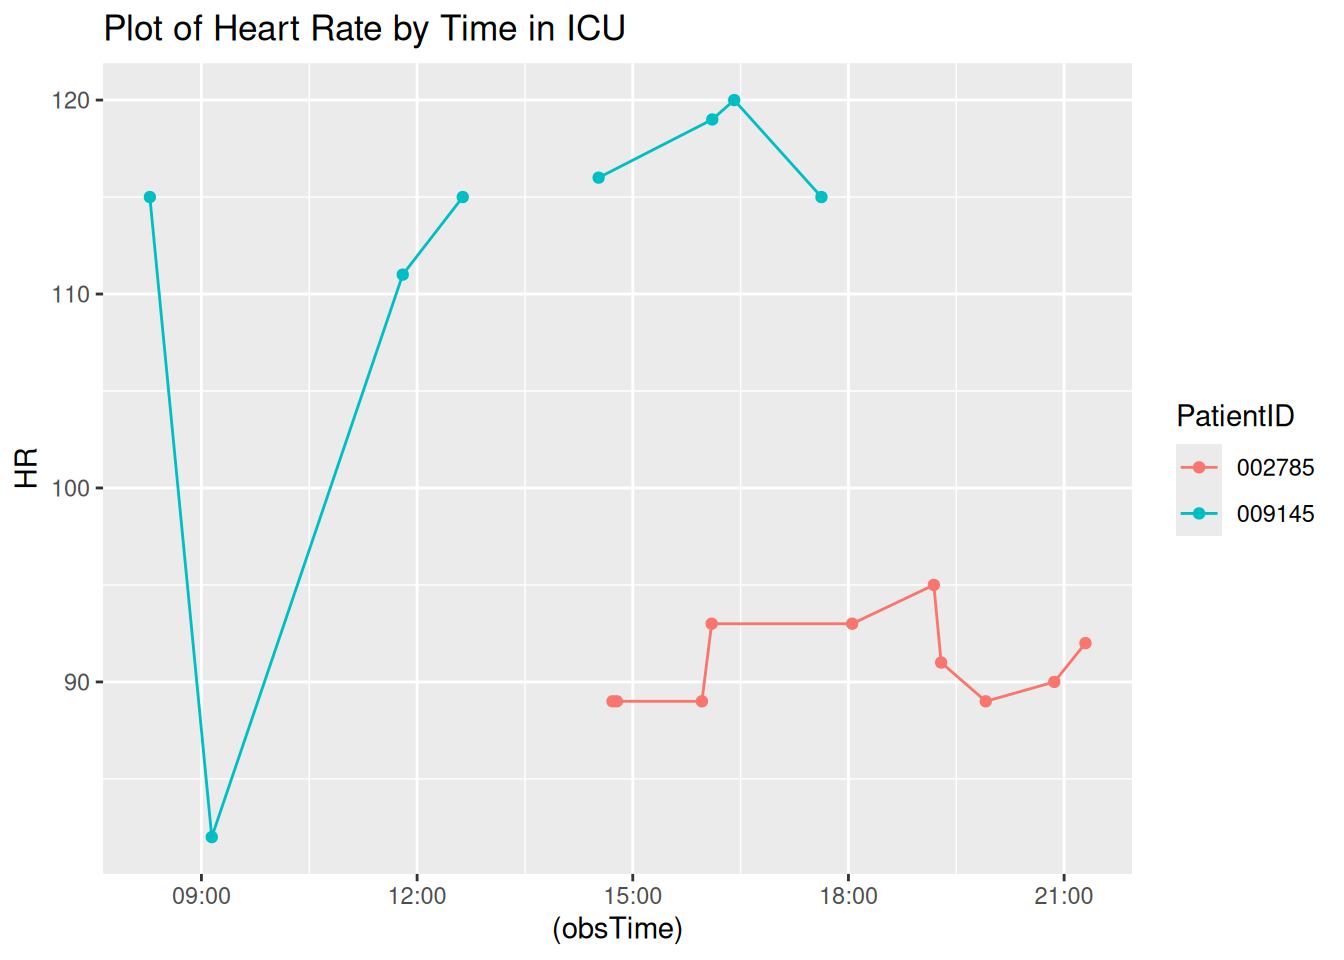 Plot of Heart Rate by Time in ICU
120
110
100
90
HR
09:00 12:00 15:00 18:00 21:00
(obsTime)
PatientID
002785
009145